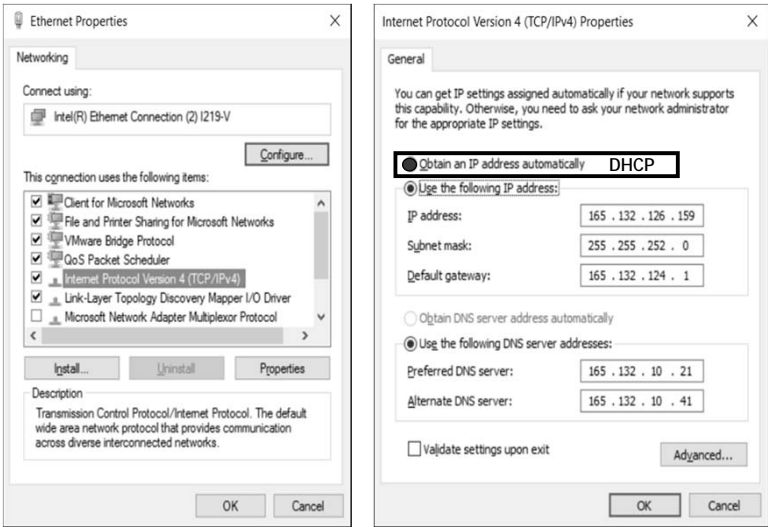 Ethernet Properties
Networking
Connect using:
Intel(R) Ethernet Connection (2) I219-V
Configure...
This connection uses the following items:
Client for Microsoft Networks
File and Printer Sharing for Microsoft Networks
VMware Bridge Protocol
QoS Packet Scheduler
Internet Protocol Version 4 (TCP/IPv4)
Link-Layer Topology Discovery Mapper I/O Driver
Microsoft Network Adapter Multiplexor Protocol
Install...
Uninstall
Properties
Description
Transmission Control Protocol/Internet Protocol. The default
wide area network protocol that provides communication
across diverse interconnected networks.
OK
Cancel
Internet Protocol Version 4 (TCP/IPv4) Properties
General
You can get IP settings assigned automatically if your network supports
this capability. Otherwise, you need to ask your network administrator
for the appropriate IP settings.
Obtain an IP address automatically DHCP
Use the following IP address:
IP address: 165 . 132 . 126 . 159
Subnet mask: 255 . 255 . 252 . 0
Default gateway: 165 . 132 . 124 . 1
Obtain DNS server address automatically
Use the following DNS server addresses:
Preferred DNS server: 165 . 132 . 10 . 21
Alternate DNS server: 165 . 132 . 10 . 41
Validate settings upon exit
Advanced...
OK
Cancel